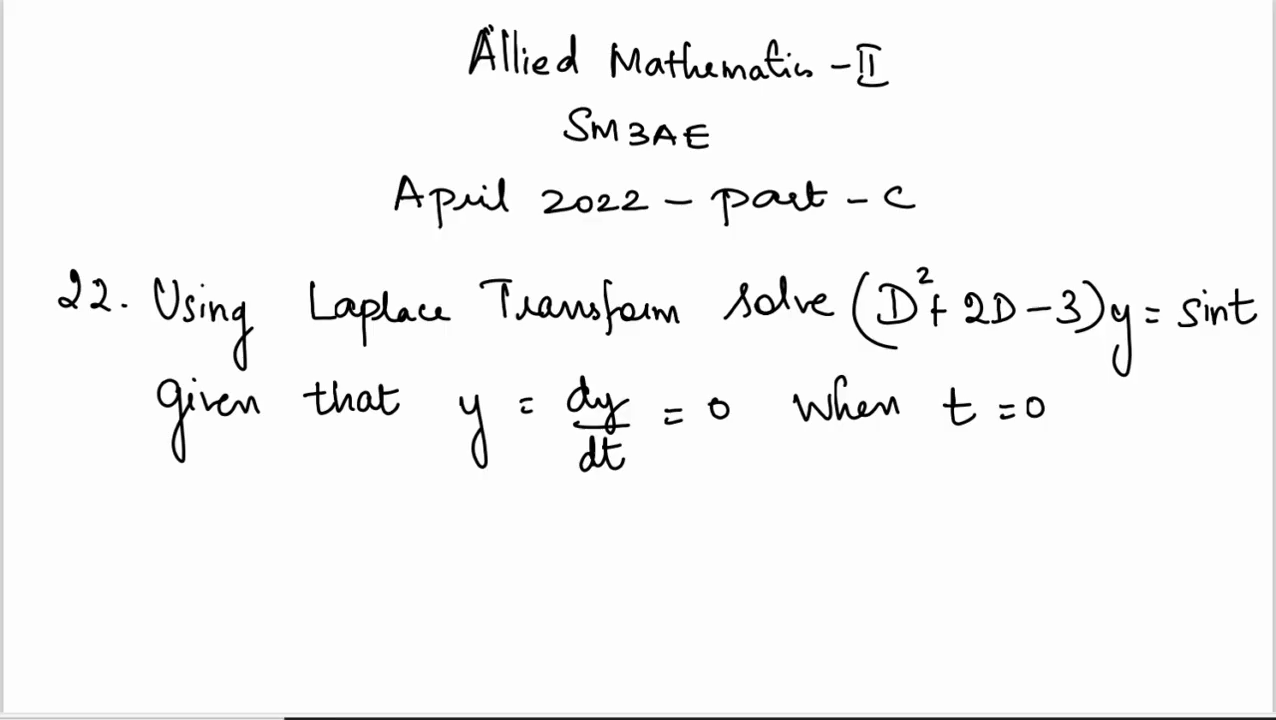 Allied Mathematics - II
SM3AE
April 2022 - part - C
22. Using Laplace Transform solve (D²+ 2D - 3)y = sint
given that y = dy/dt = 0 when t = 0